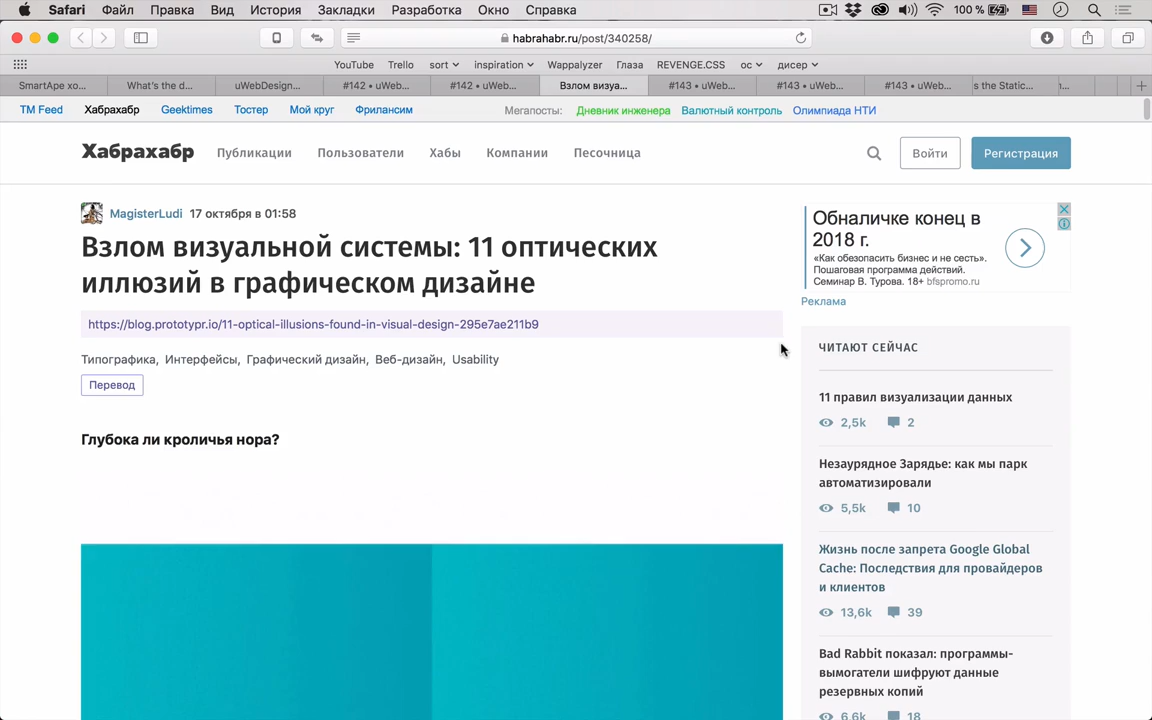 Safari Файл Правка Вид История Закладки Разработка Окно Справка 100 %
habrahabr.ru/post/340258/
YouTube Trello sort inspiration Wappalyzer Глаза REVENGE.CSS ос дисер
SmartApe хо... What's the d... uWebDesign... #142 • uWeb... #142 • uWeb... Взлом визуа... #143 • uWeb... #143 • uWeb... #143 • uWeb... s the Static...
TM Feed Хабрахабр Geektimes Тостер Мой круг Фрилансим Мегапосты: Дневник инженера Валютный контроль Олимпиада НТИ
Хабрахабр Публикации Пользователи Хабы Компании Песочница Войти Регистрация
MagisterLudi 17 октября в 01:58
Взлом визуальной системы: 11 оптических
иллюзий в графическом дизайне
https://blog.prototypr.io/11-optical-illusions-found-in-visual-design-295e7ae211b9
Типографика, Интерфейсы, Графический дизайн, Веб-дизайн, Usability
Перевод
Глубока ли кроличья нора?
Обналичке конец в
2018 г.
«Как обезопасить бизнес и не сесть».
Пошаговая программа действий.
Семинар В. Турова. 18+ bfspromo.ru
Реклама
ЧИТАЮТ СЕЙЧАС
11 правил визуализации данных
2,5k 2
Незаурядное Зарядье: как мы парк
автоматизировали
5,5k 10
Жизнь после запрета Google Global
Cache: Последствия для провайдеров
и клиентов
13,6k 39
Bad Rabbit показал: программы-
вымогатели шифруют данные
резервных копий
6,6k 18